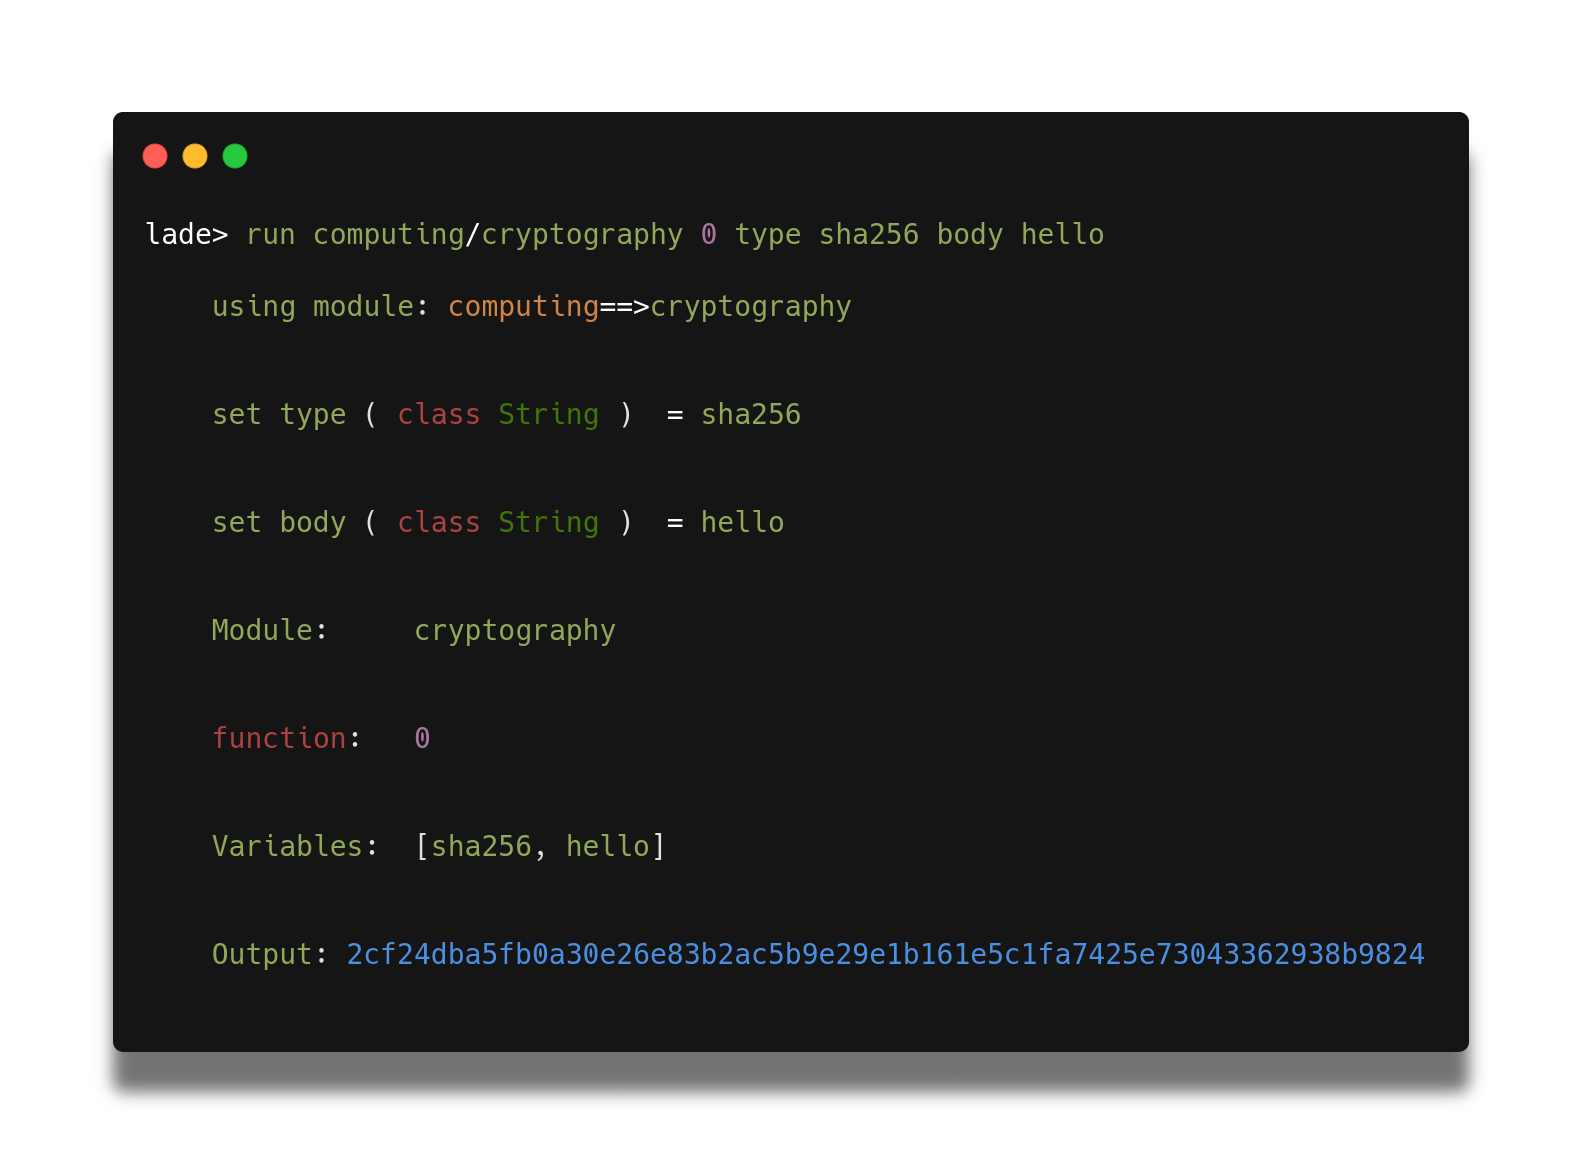 lade> run computing/cryptography 0 type sha256 body hello
using module: computing==>cryptography
set type ( class String )  = sha256
set body ( class String )  = hello
Module:     cryptography
function:   0
Variables:  [sha256, hello]
Output: 2cf24dba5fb0a30e26e83b2ac5b9e29e1b161e5c1fa7425e73043362938b9824